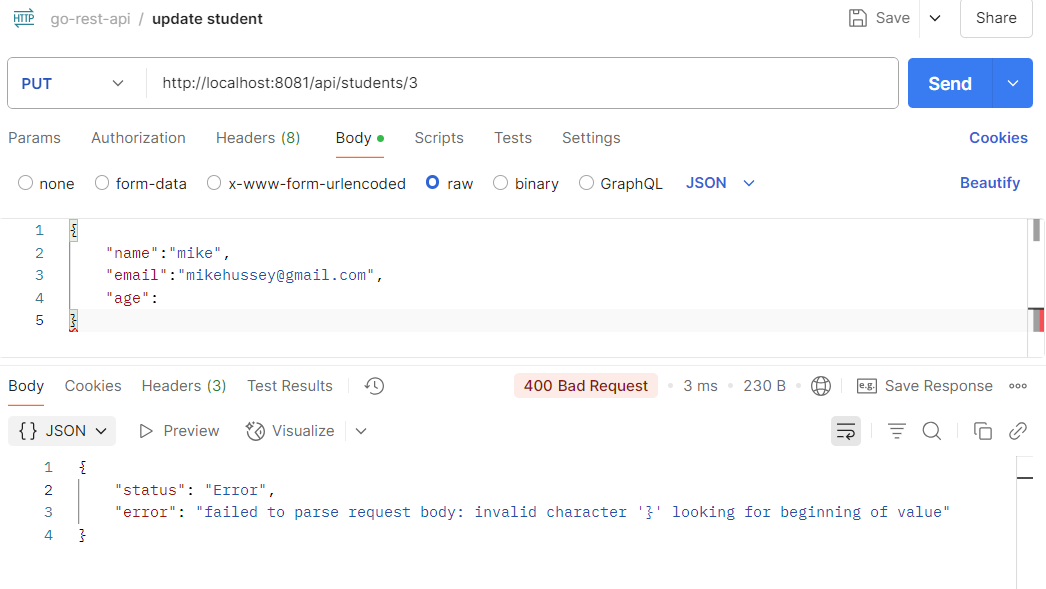 HTTP go-rest-api / update student Save Share
PUT http://localhost:8081/api/students/3 Send
Params Authorization Headers (8) Body Scripts Tests Settings Cookies
none form-data x-www-form-urlencoded raw binary GraphQL JSON Beautify
1 {
2 "name":"mike",
3 "email":"mikehussey@gmail.com",
4 "age":
5 }
Body Cookies Headers (3) Test Results 400 Bad Request 3 ms 230 B e.g. Save Response
{} JSON Preview Visualize
1 {
2 "status": "Error",
3 "error": "failed to parse request body: invalid character '}' looking for beginning of value"
4 }